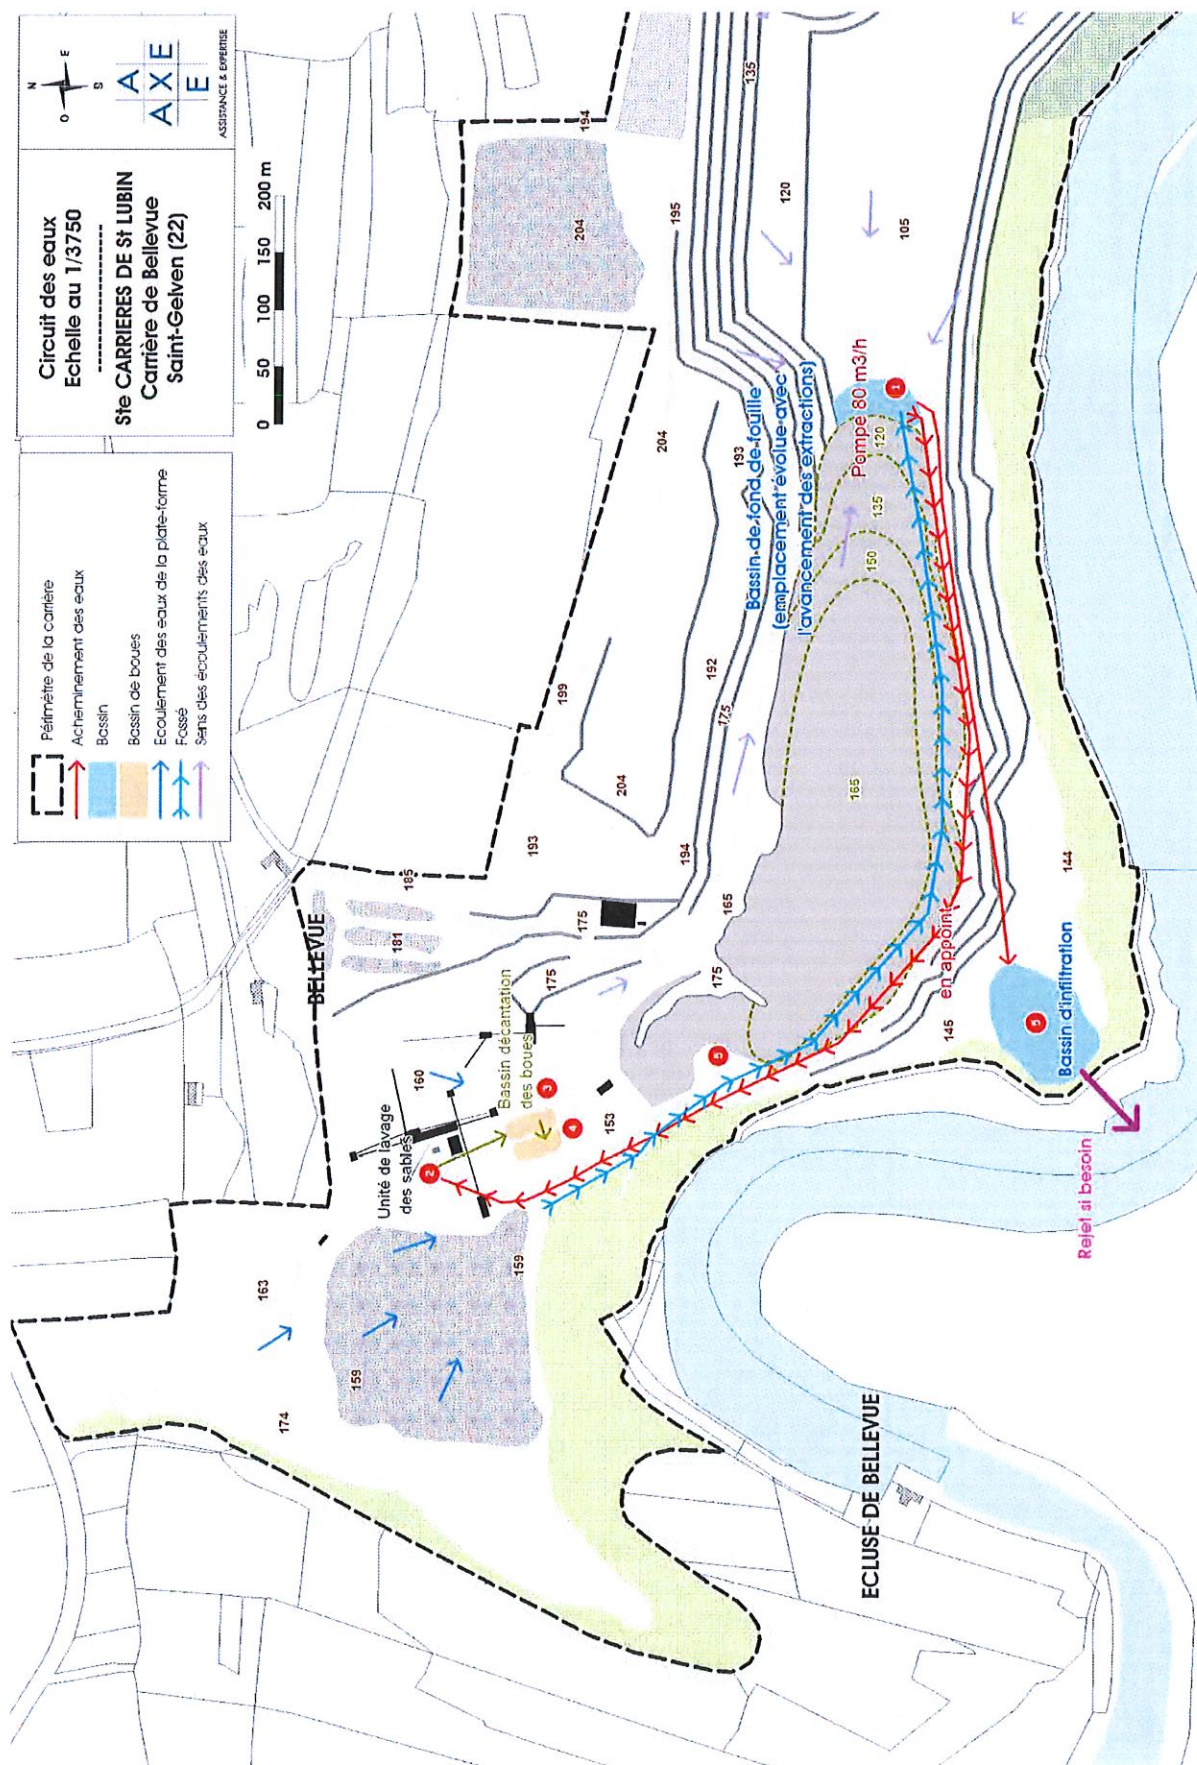 Circuit des eaux
Echelle au 1/3750
Ste CARRIERES DE St LUBIN
Carrière de Bellevue
Saint-Gelven (22)
N
O
E
S
A
AXE
E
ASSISTANCE & EXPERTISE
0 50 100 150 200 m
Périmètre de la carrière
Acheminement des eaux
Bassin
Bassin de boues
Ecoulement des eaux de la plate-forme
Fossé
Sens des écoulements des eaux
BELLEVUE
174
163
159
159
Unité de lavage
des sables
2
160
Bassin décantation
des boues
3
4
153
5
181
185
175
175
175
165
193
194
204
199
192
175
193
204
204
194
195
135
120
105
Bassin de fond de fouille
(emplacement évolue avec
l'avancement des extractions)
Pompe 80 m3/h
1
120
135
150
165
en appoint
145
144
5
Bassin d'infiltration
Rejet si besoin
ECLUSE DE BELLEVUE